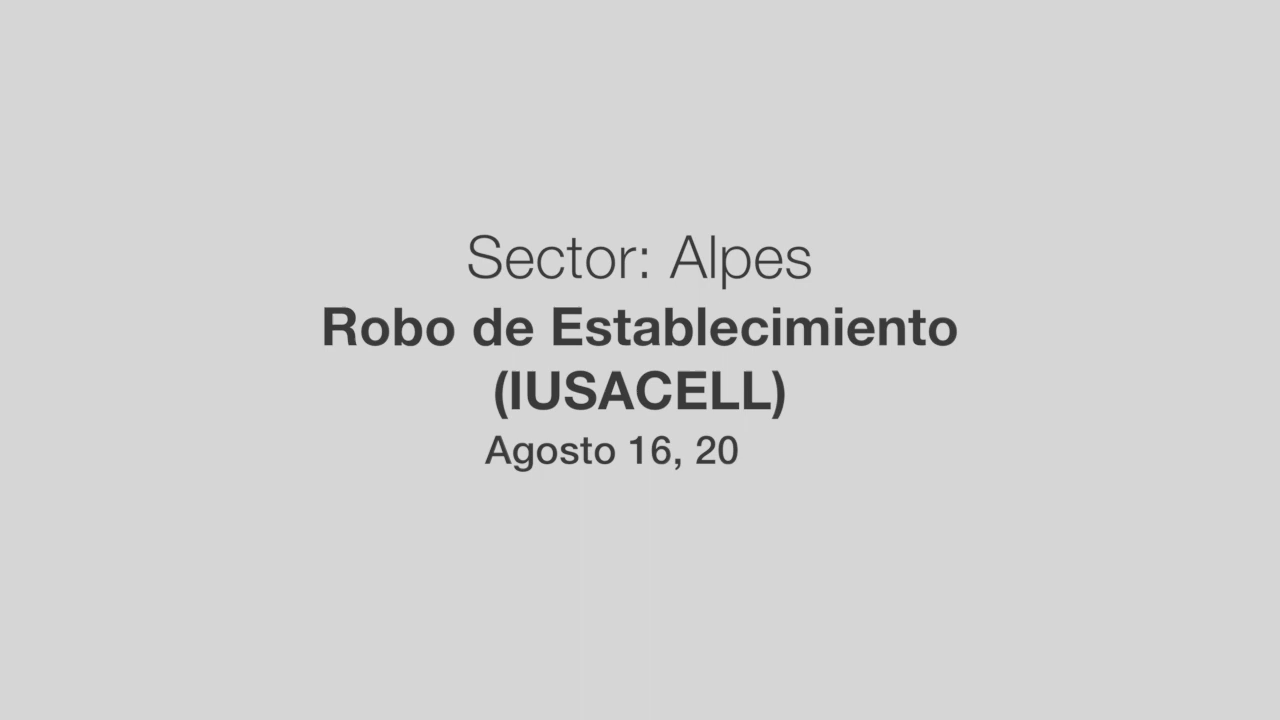 Sector: Alpes
Robo de Establecimiento
(IUSACELL)
Agosto 16, 20